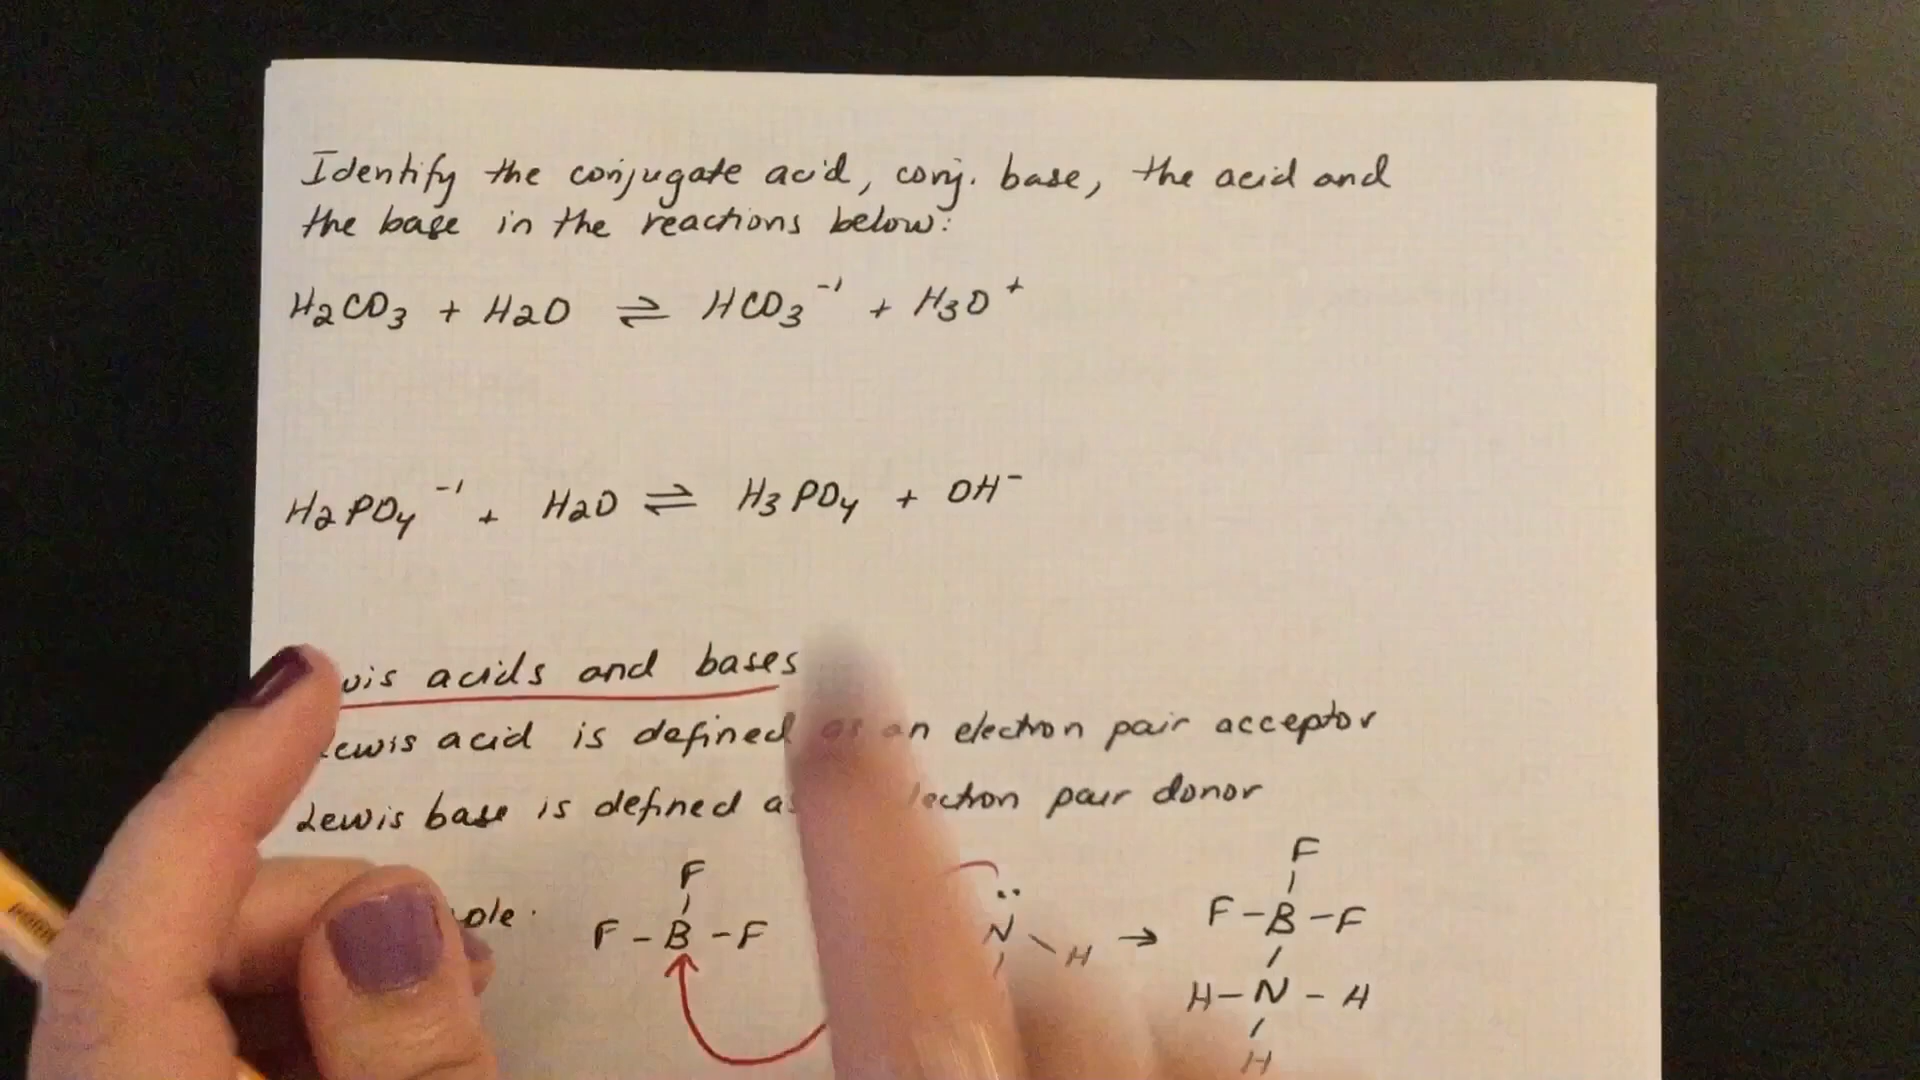 Identify the conjugate acid, conj. base, the acid and
the base in the reactions below:
H2CO3 + H2O ⇌ HCO3⁻¹ + H3O⁺
H2PO4⁻¹ + H2O ⇌ H3PO4 + OH⁻
acids and bases
acid is defined as an electron pair acceptor
Lewis base is defined pair donor
F F
F-B-F N H → F-B-F
H-N-H
H